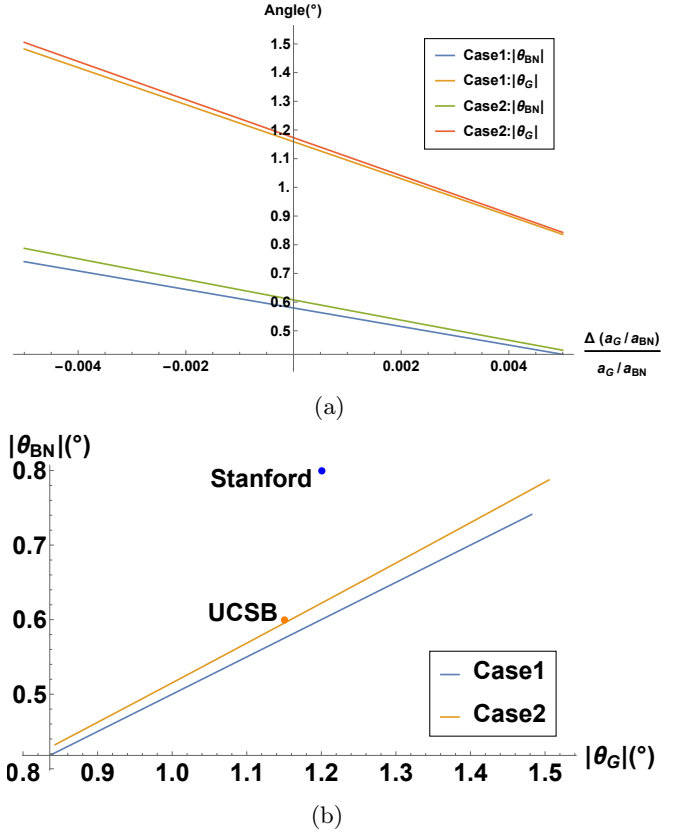 Angle(°)
1.5
1.4
1.3
1.2
1.1
1.
0.9
0.8
0.7
0.6
0.5
Case1:|θBN|
Case1:|θG|
Case2:|θBN|
Case2:|θG|
−0.004 −0.002 0.002 0.004
Δ (aG / aBN)
aG / aBN
(a)
|θBN|(°)
0.8
0.7
0.6
0.5
Stanford
UCSB
Case1
Case2
0.8 0.9 1.0 1.1 1.2 1.3 1.4 1.5 |θG|(°)
(b)